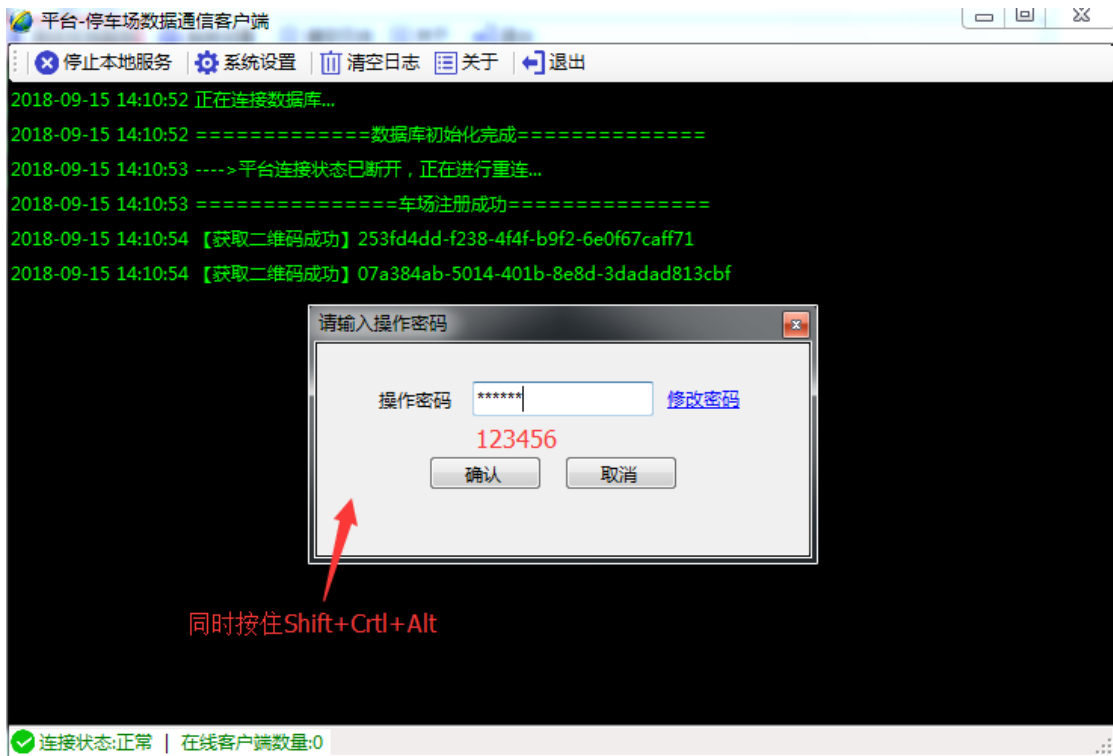 平台-停车场数据通信客户端
停止本地服务 系统设置 清空日志 关于 退出
2018-09-15 14:10:52 正在连接数据库...
2018-09-15 14:10:52 =============数据库初始化完成==============
2018-09-15 14:10:53 ---->平台连接状态已断开，正在进行重连...
2018-09-15 14:10:53 ===============车场注册成功===============
2018-09-15 14:10:54 【获取二维码成功】253fd4dd-f238-4f4f-b9f2-6e0f67caff71
2018-09-15 14:10:54 【获取二维码成功】07a384ab-5014-401b-8e8d-3dadad813cbf
请输入操作密码
操作密码 ****** 修改密码
123456
确认 取消
同时按住Shift+Crtl+Alt
连接状态:正常 | 在线客户端数量:0